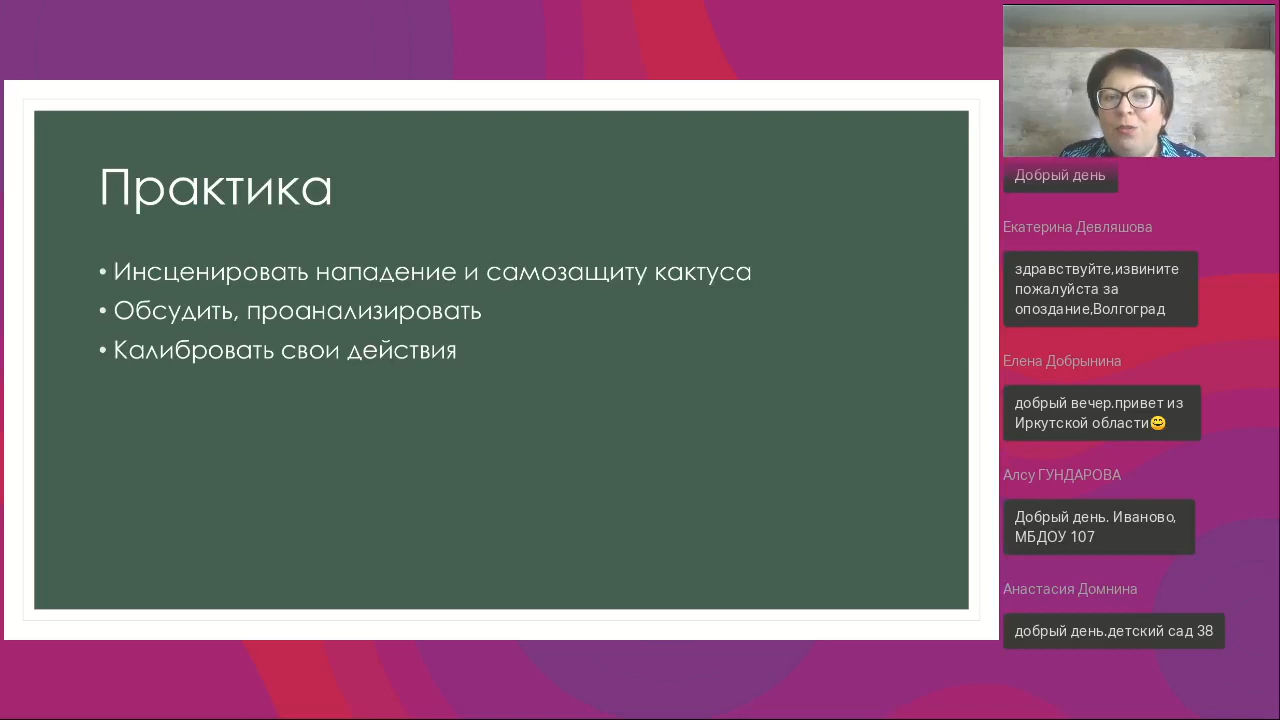 Практика
• Инсценировать нападение и самозащиту кактуса
• Обсудить, проанализировать
• Калибровать свои действия
Добрый день
Екатерина Девляшова
здравствуйте,извините
пожалуйста за
опоздание,Волгоград
Елена Добрынина
добрый вечер.привет из
Иркутской области😊
Алсу ГУНДАРОВА
Добрый день. Иваново,
МБДОУ 107
Анастасия Домнина
добрый день.детский сад 38